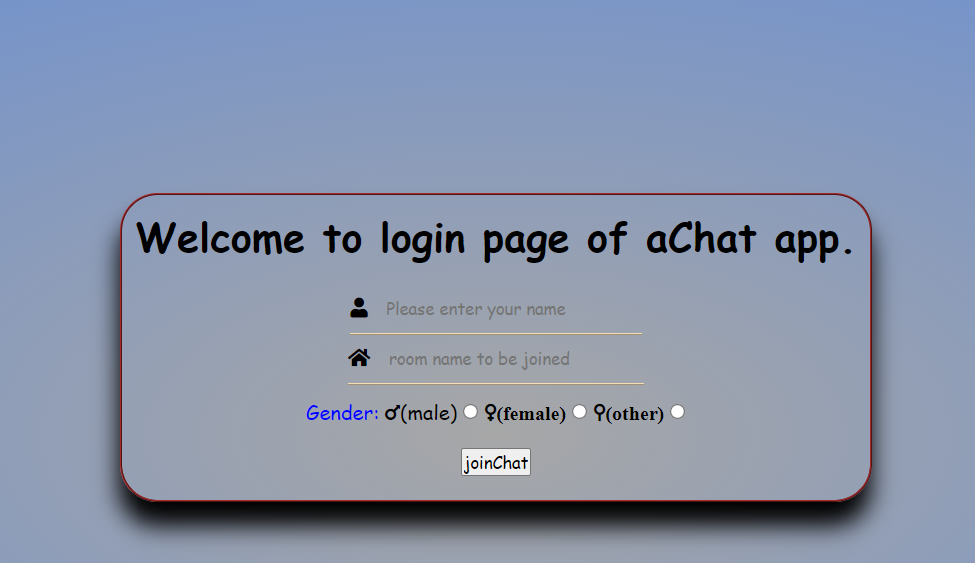 Welcome to login page of aChat app.
Please enter your name
room name to be joined
Gender: ♂(male) ♀(female) ⚲(other)
joinChat